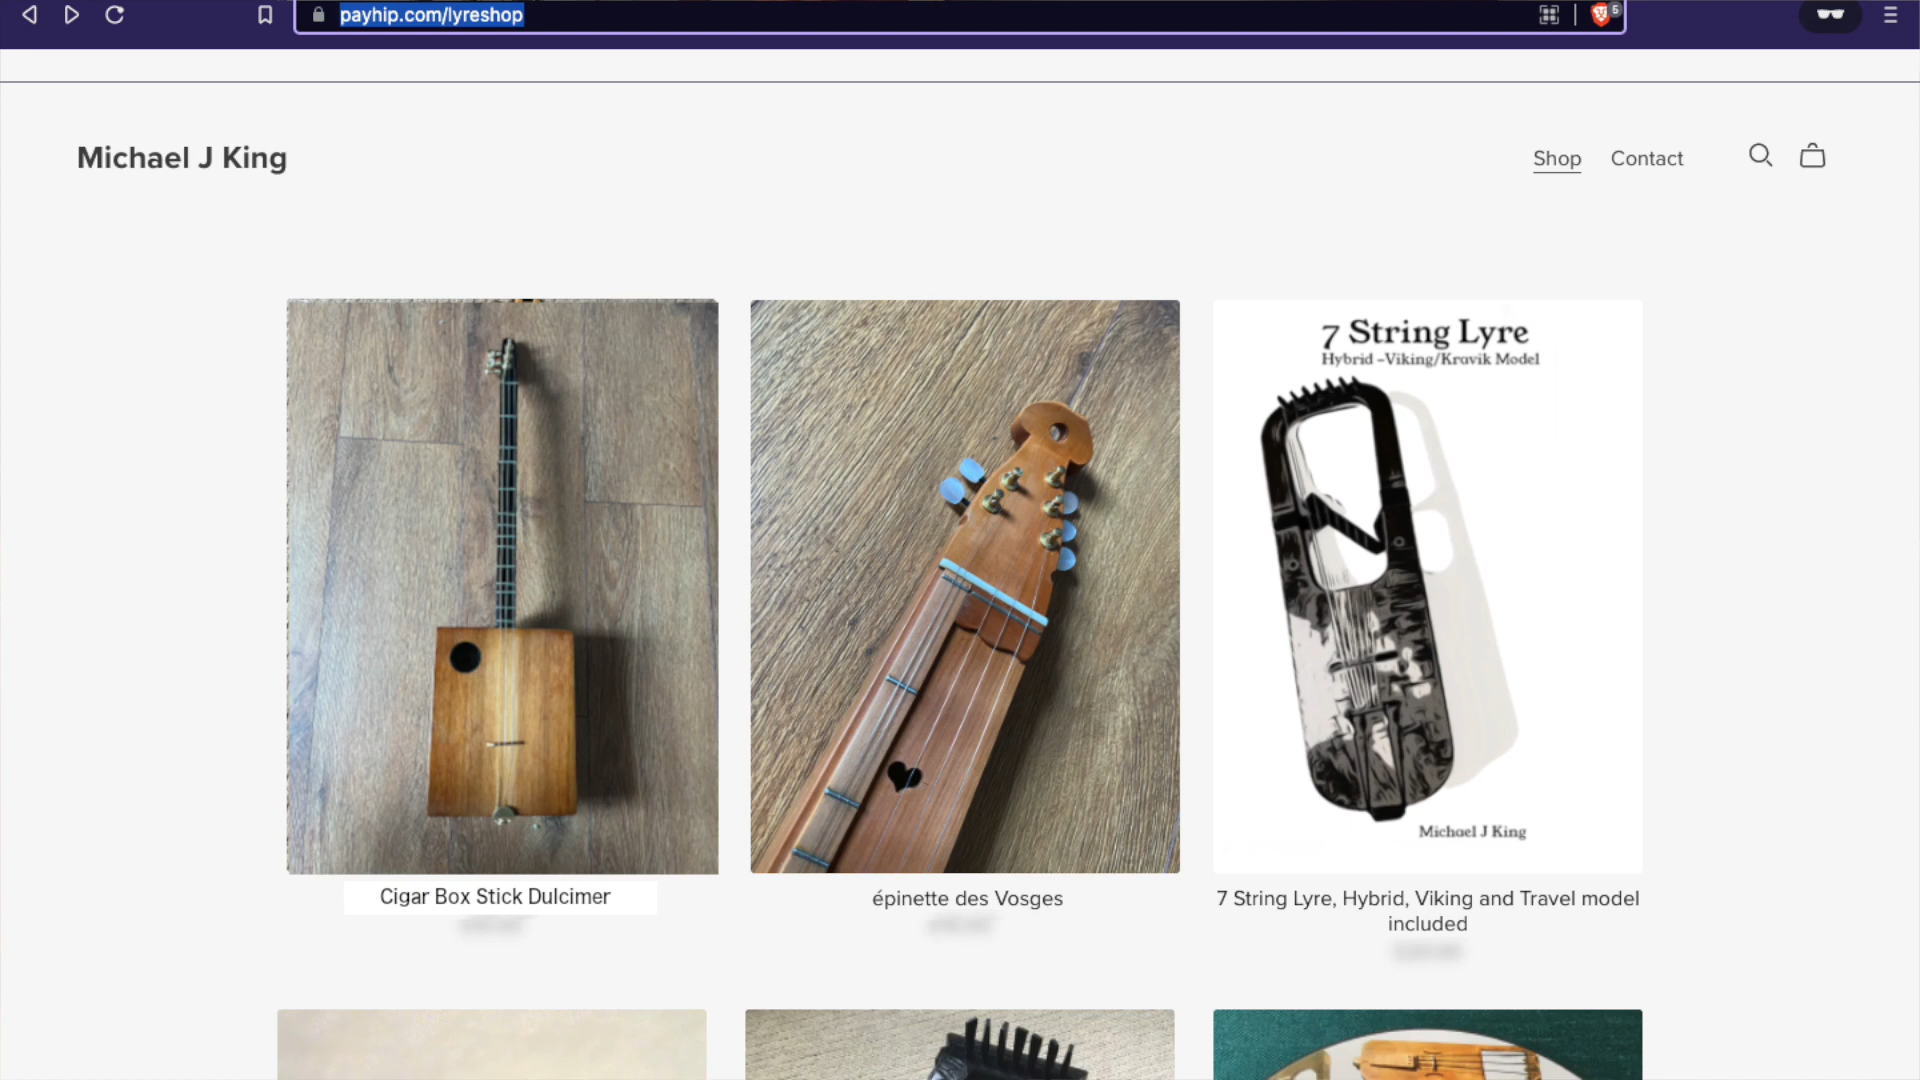 payhip.com/lyreshop
5
Michael J King
Shop
Contact
7 String Lyre
Hybrid -Viking/Kravik Model
Michael J King
Cigar Box Stick Dulcimer
épinette des Vosges
7 String Lyre, Hybrid, Viking and Travel model
included